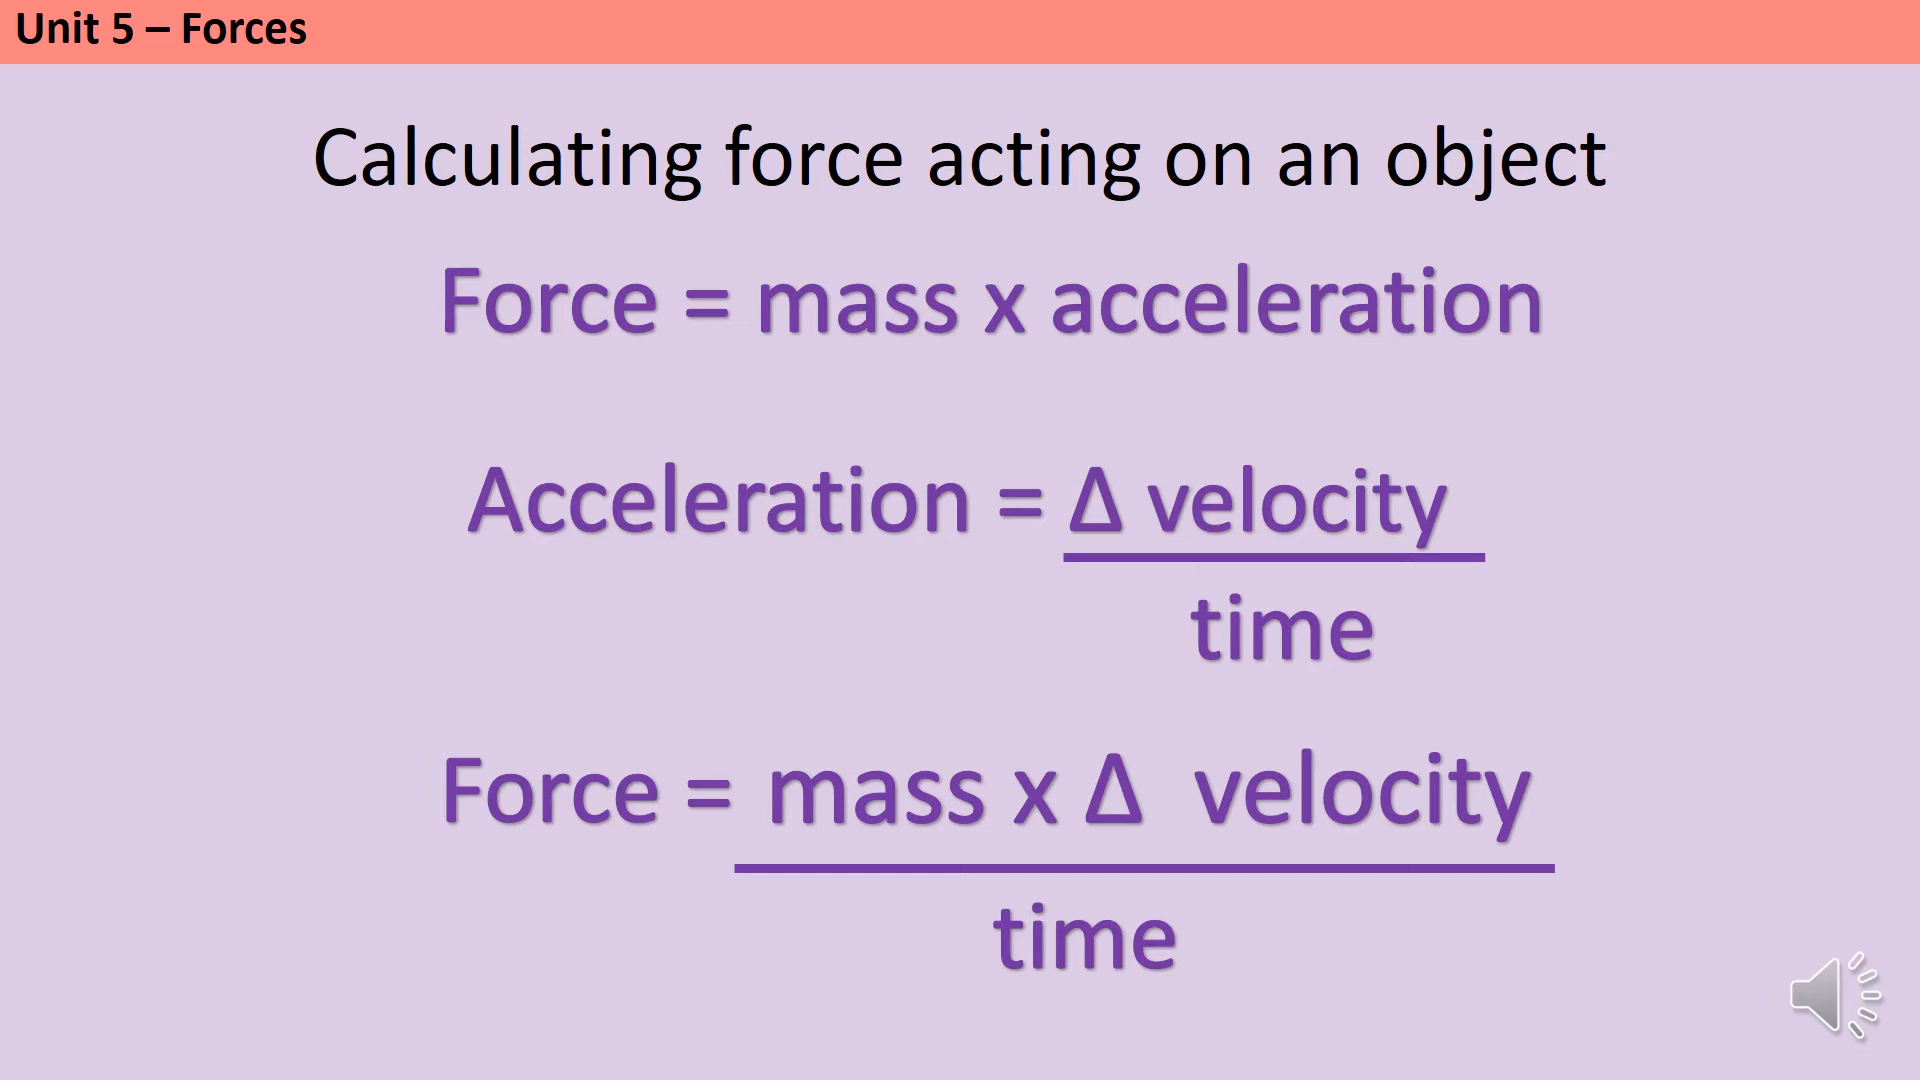 Unit 5 – Forces
Calculating force acting on an object
Force = mass x acceleration
Acceleration = Δ velocity
time
Force = mass x Δ velocity
time